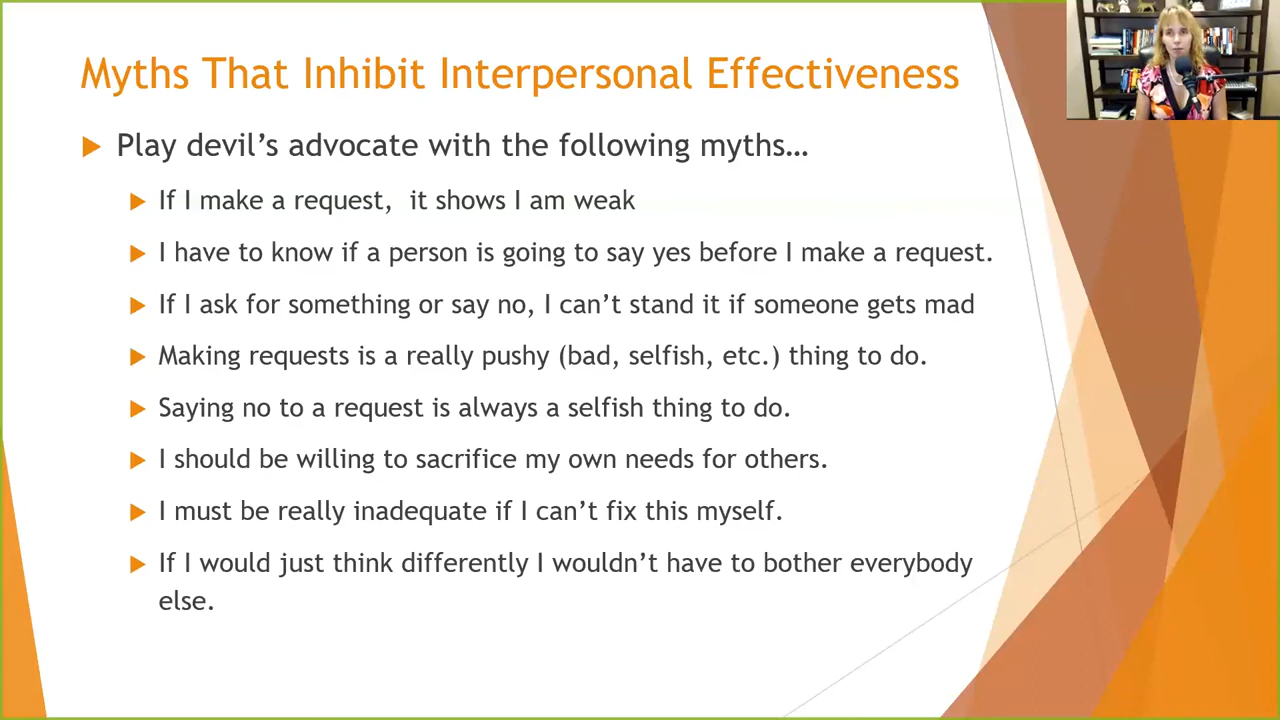 Myths That Inhibit Interpersonal Effectiveness
Play devil’s advocate with the following myths…
If I make a request,  it shows I am weak
I have to know if a person is going to say yes before I make a request.
If I ask for something or say no, I can’t stand it if someone gets mad
Making requests is a really pushy (bad, selfish, etc.) thing to do.
Saying no to a request is always a selfish thing to do.
I should be willing to sacrifice my own needs for others.
I must be really inadequate if I can’t fix this myself.
If I would just think differently I wouldn’t have to bother everybody
else.